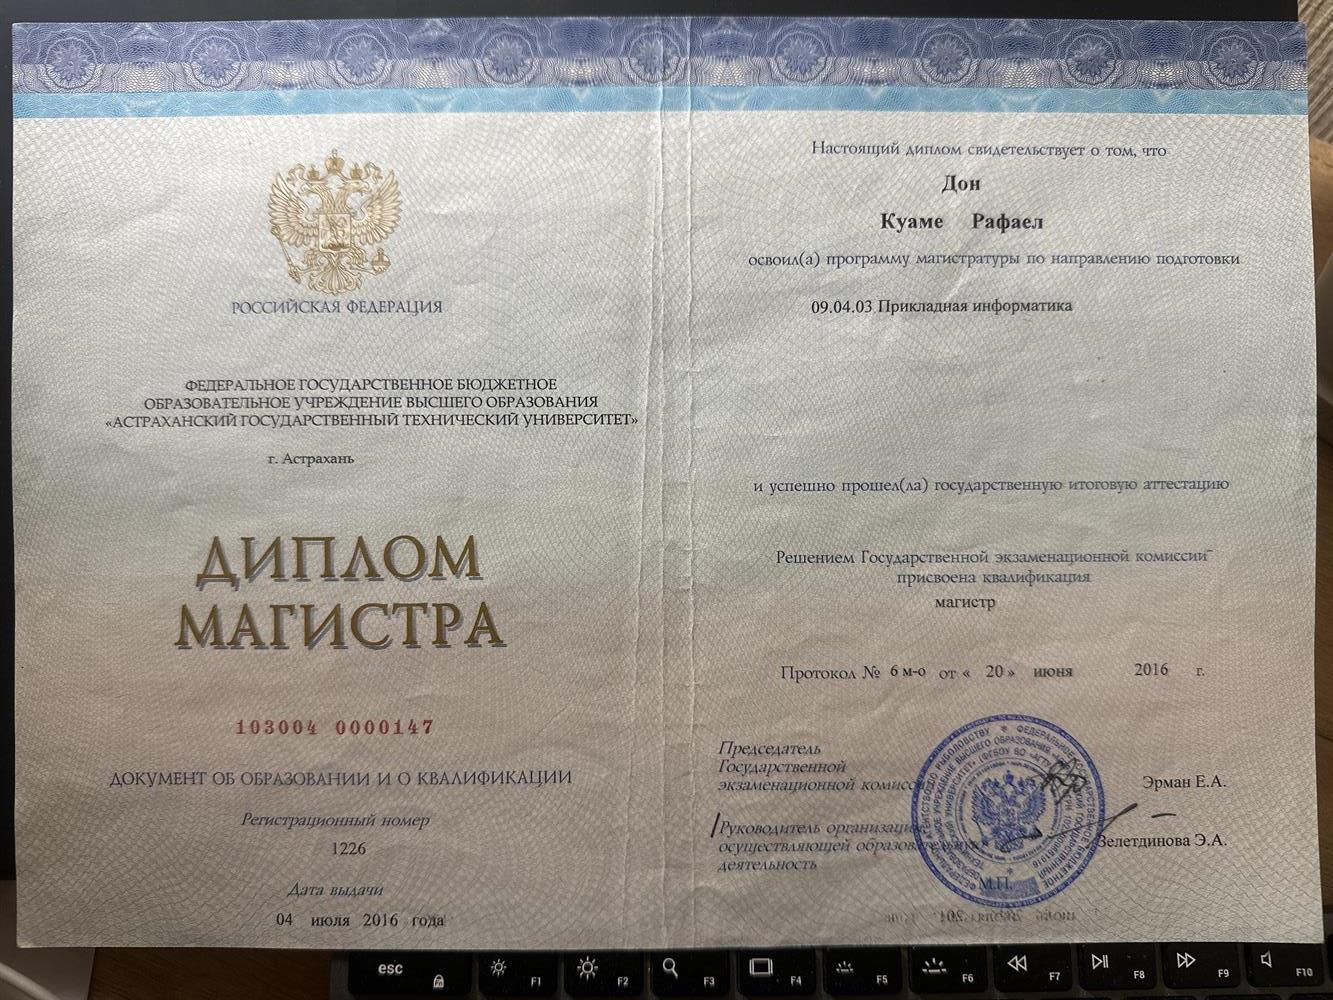 РОССИЙСКАЯ ФЕДЕРАЦИЯ
ФЕДЕРАЛЬНОЕ ГОСУДАРСТВЕННОЕ БЮДЖЕТНОЕ
ОБРАЗОВАТЕЛЬНОЕ УЧРЕЖДЕНИЕ ВЫСШЕГО ОБРАЗОВАНИЯ
«АСТРАХАНСКИЙ ГОСУДАРСТВЕННЫЙ ТЕХНИЧЕСКИЙ УНИВЕРСИТЕТ»
г. Астрахань
ДИПЛОМ
МАГИСТРА
103004 0000147
ДОКУМЕНТ ОБ ОБРАЗОВАНИИ И О КВАЛИФИКАЦИИ
Регистрационный номер
1226
Дата выдачи
04 июля 2016 года
Настоящий диплом свидетельствует о том, что
Дон
Куаме Рафаел
освоил(а) программу магистратуры по направлению подготовки
09.04.03 Прикладная информатика
и успешно прошел(ла) государственную итоговую аттестацию
Решением Государственной экзаменационной комиссии
присвоена квалификация
магистр
Протокол № 6 м-о от « 20 » июня 2016 г.
Председатель
Государственной
экзаменационной
Эрман Е.А.
Руководитель
осуществляющей
деятельность
Зелетдинова Э.А.
М.П.
esc
F1
F2
F3
F4
F5
F6
F7
F8
F9
F10